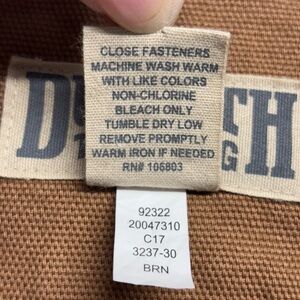 CLOSE FASTENERS
MACHINE WASH WARM
WITH LIKE COLORS
NON-CHLORINE
BLEACH ONLY
TUMBLE DRY LOW
REMOVE PROMPTLY
WARM IRON IF NEEDED
RN# 105803
92322
20047310
C17
3237-30
BRN